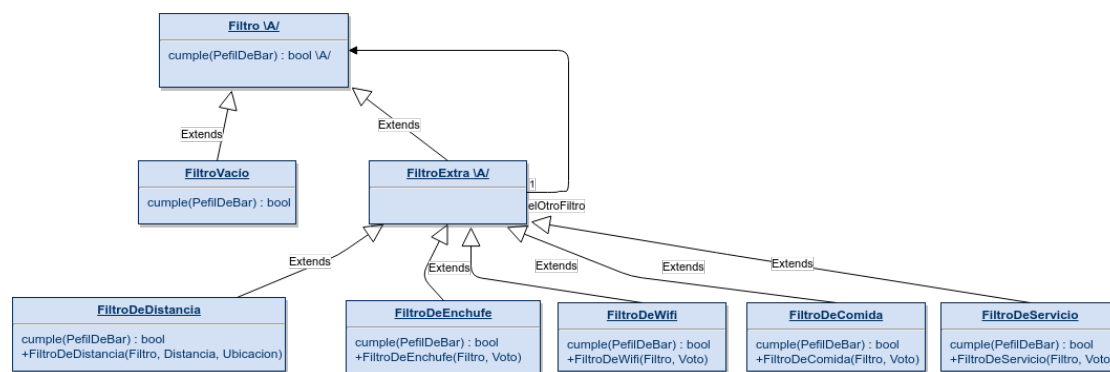 Filtro \A/
cumple(PefilDeBar) : bool \A/
Extends
Extends
FiltroVacio
cumple(PefilDeBar) : bool
FiltroExtra \A/
1
elOtroFiltro
Extends
Extends
Extends
Extends
Extends
FiltroDeDistancia
cumple(PefilDeBar) : bool
+FiltroDeDistancia(Filtro, Distancia, Ubicacion)
FiltroDeEnchufe
cumple(PefilDeBar) : bool
+FiltroDeEnchufe(Filtro, Voto)
FiltroDeWifi
cumple(PefilDeBar) : bool
+FiltroDeWifi(Filtro, Voto)
FiltroDeComida
cumple(PefilDeBar) : bool
+FiltroDeComida(Filtro, Voto)
FiltroDeServicio
cumple(PefilDeBar) : bool
+FiltroDeServicio(Filtro, Voto)